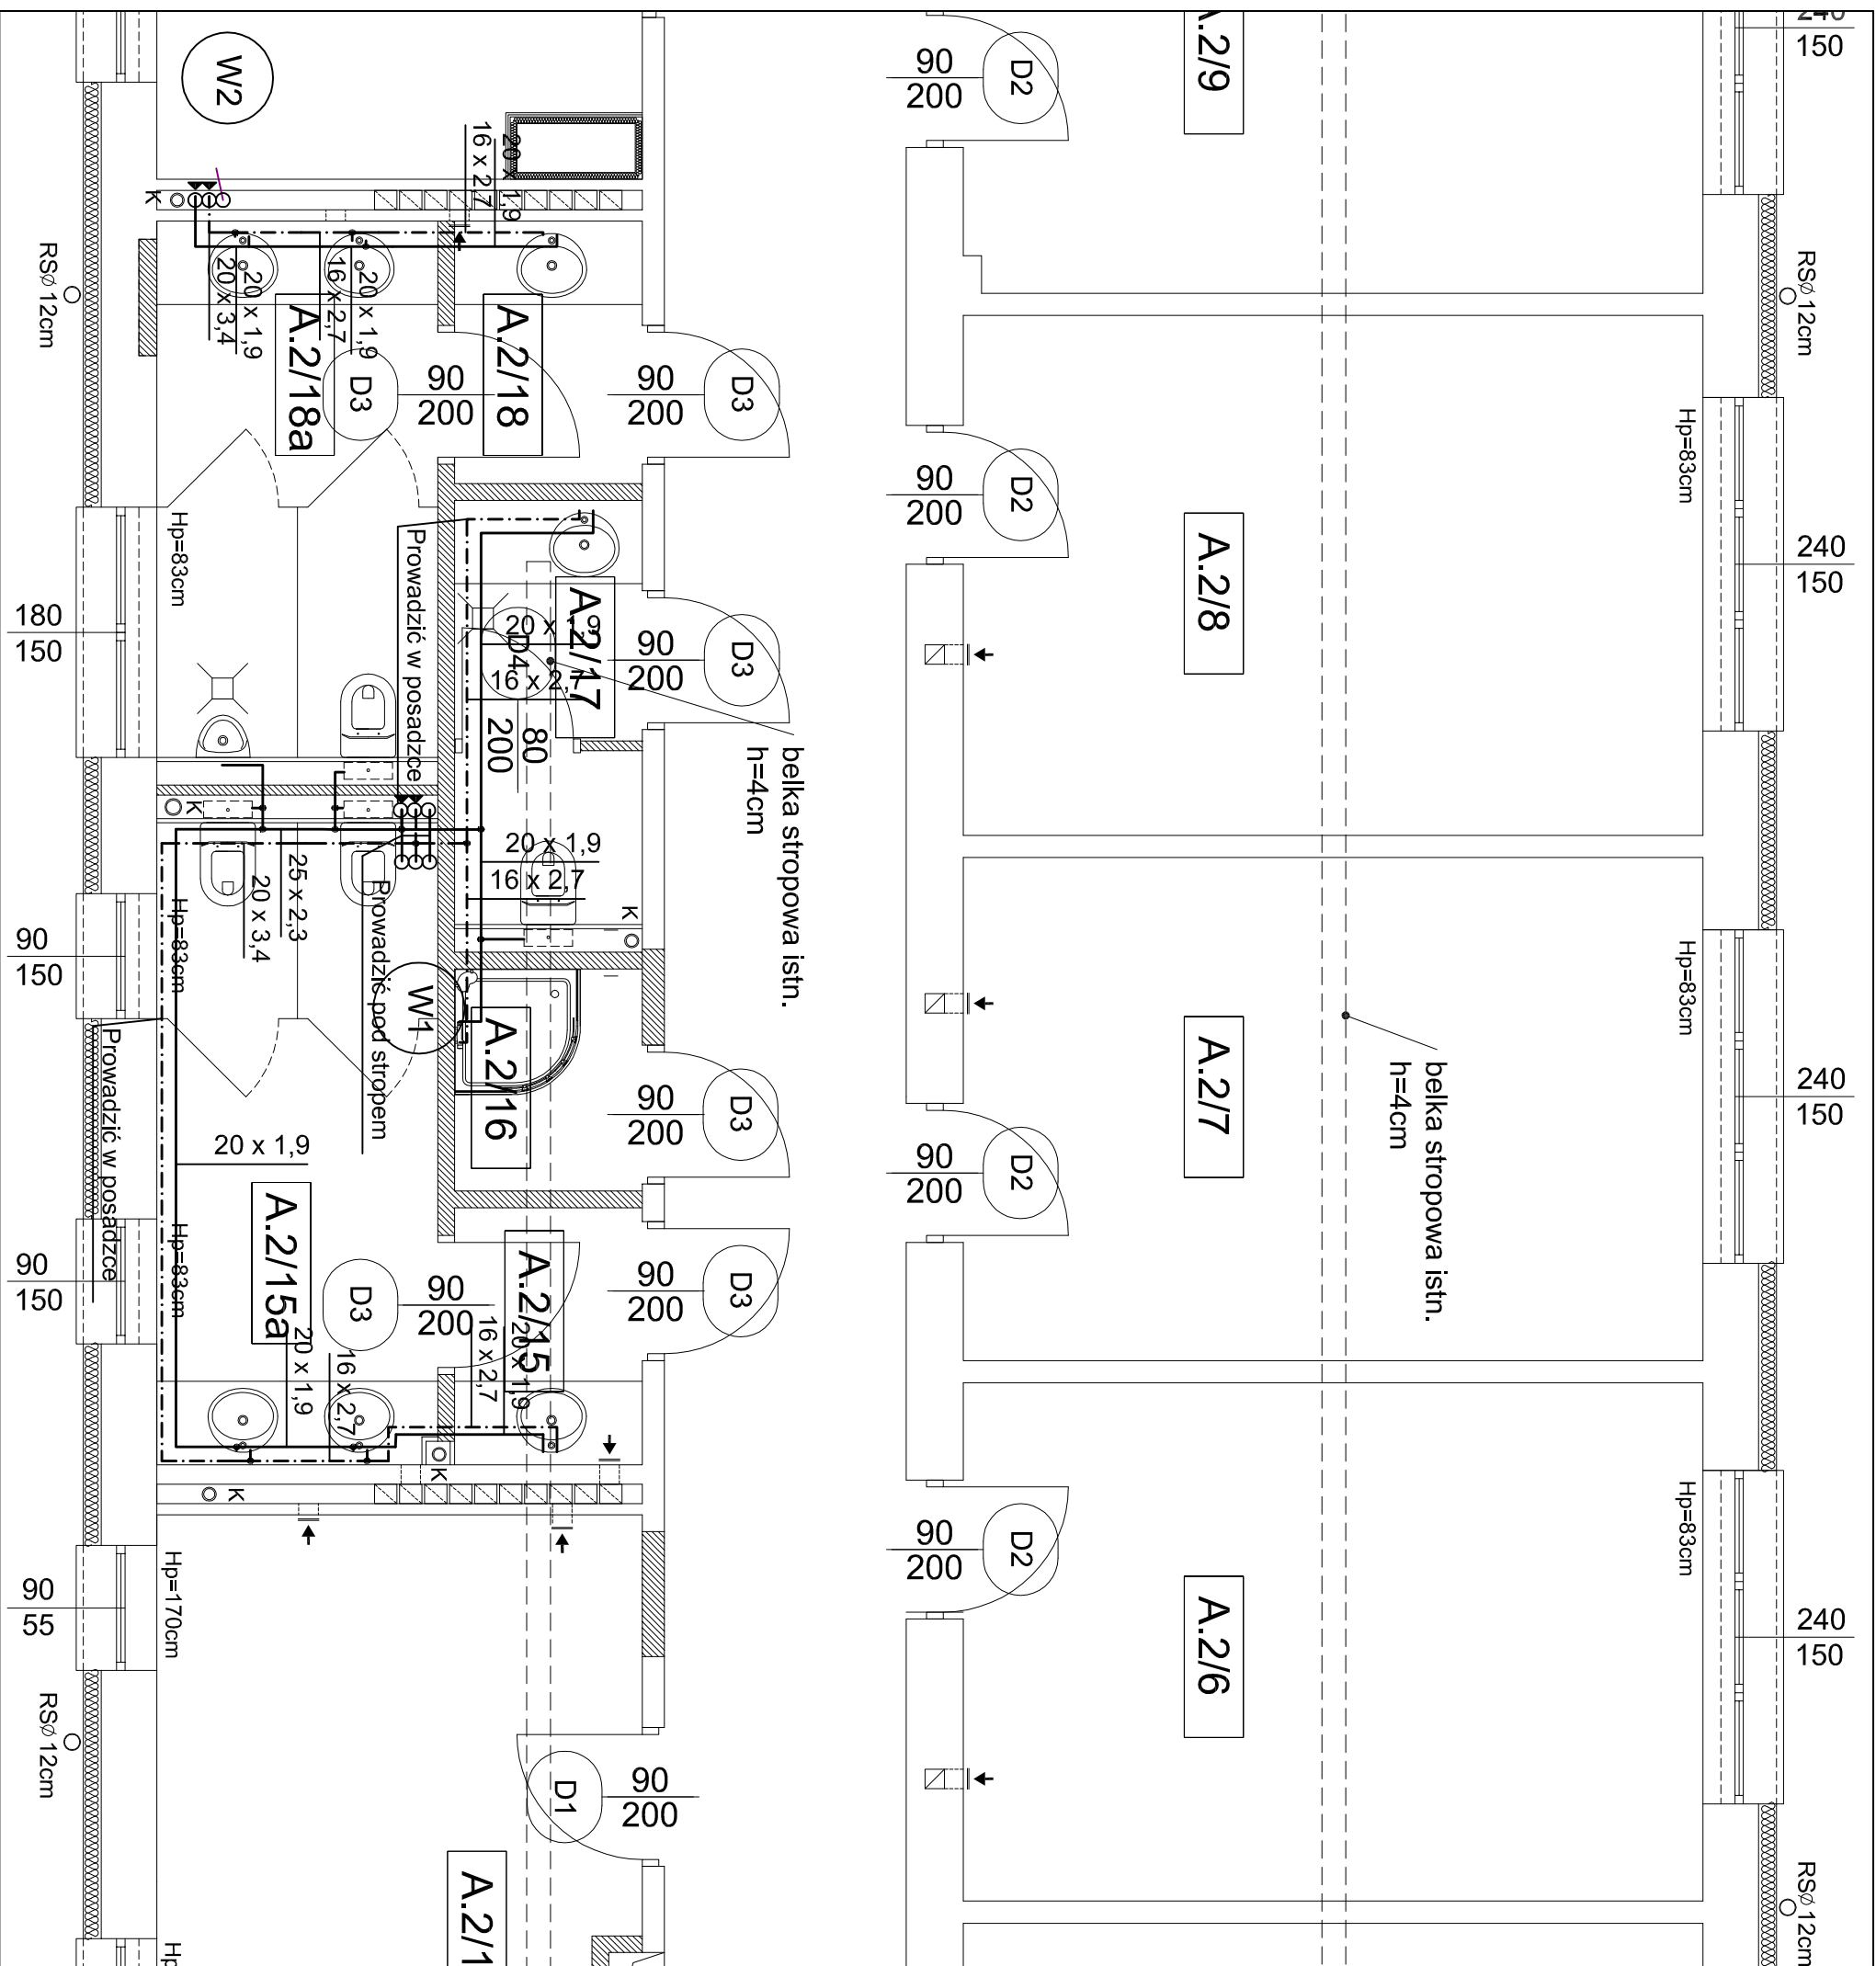 A.2/9
240
150
90
200
D2
W2
20 x 1,9
16 x 2,7
K
RSØ 12cm
RSØ 12cm
20 x 1,9
20 x 3,4
20 x 1,9
16 x 2,7
A.2/18a
D3
90
200
A.2/18
90
200
D3
90
200
D2
Hp=83cm
A.2/8
240
150
Hp=83cm
180
150
Prowadzić w posadzce
A.2/17
20 x 1,9
16 x 2,7
D4
80
200
90
200
D3
belka stropowa istn.
h=4cm
K
20 x 1,9
16 x 2,7
K
25 x 2,3
20 x 3,4
Prowadzić pod stropem
W1
Hp=83cm
90
150
Prowadzić w posadzce
A.2/16
90
200
D3
90
200
D2
A.2/7
belka stropowa istn.
h=4cm
Hp=83cm
240
150
20 x 1,9
A.2/15a
Hp=83cm
90
150
D3
90
200
A.2/15
90
200
D3
20 x 1,9
16 x 2,7
16 x 2,7
20 x 1,9
K
K
90
200
D2
A.2/6
Hp=83cm
240
150
Hp=170cm
90
55
RSØ 12cm
D1
90
200
RSØ 12cm
A.2/1
Hp